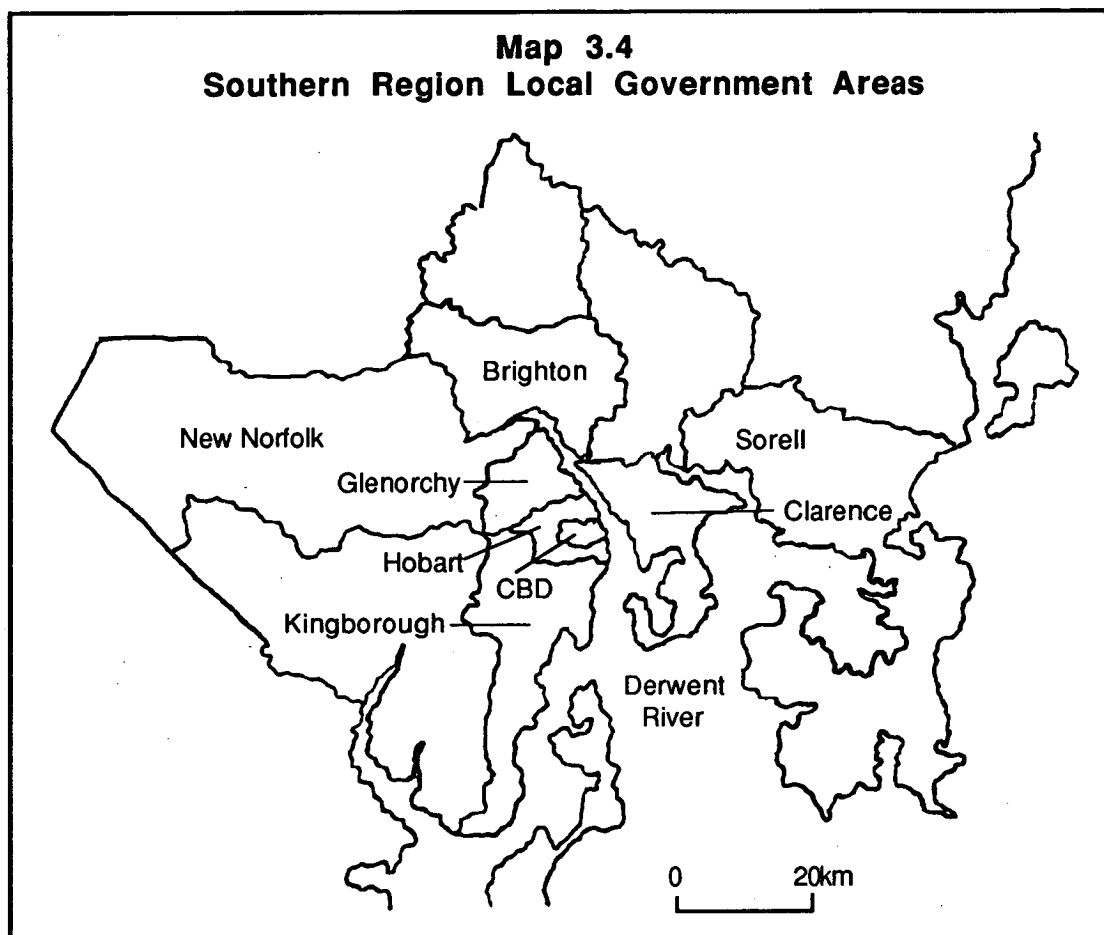 Map 3.4
Southern Region Local Government Areas
Brighton
New Norfolk
Sorell
Glenorchy
Clarence
Hobart
CBD
Kingborough
Derwent
River
0 20km